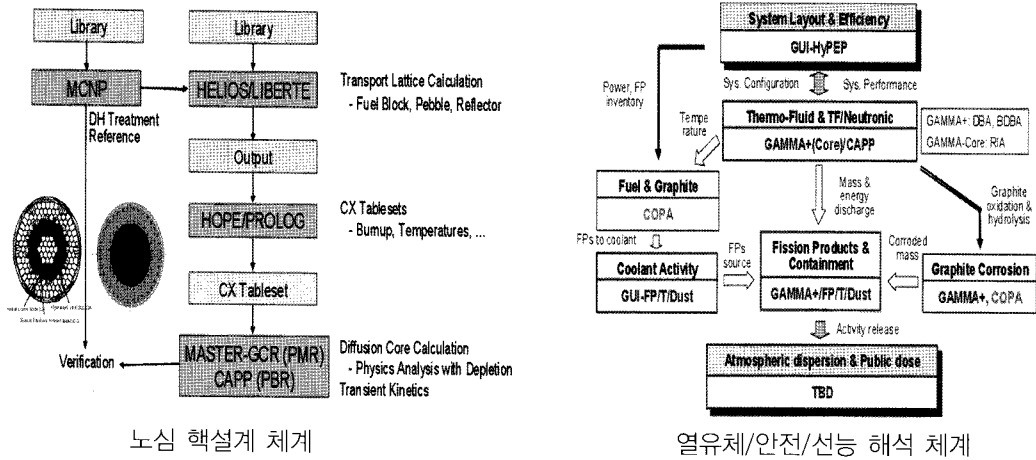 Library
Library
MCNP
HELIOS/LIBERTE
Transport Lattice Calculation
- Fuel Block, Pebble, Reflector
DH Treatment
Reference
Output
HOPE/PROLOG
CX Tablesets
- Burnup, Temperatures, ...
CX Tableset
Verification
MASTER-GCR (PMR)
CAPP (PBR)
Diffusion Core Calculation
- Physics Analysis with Depletion
Transient Kinetics
노심 핵설계 체계
System Layout & Efficiency
GUI-HyPEP
Power, FP
inventory
Sys. Configuration
Sys. Performance
Tempe
rature
Thermo-Fluid & TF/Neutronic
GAMMA+(Core)/CAPP
GAMMA+: DBA, BDBA
GAMMA-Core: RIA
Fuel & Graphite
COPA
Mass &
energy
discharge
Graphite
oxidation &
hydrolysis
FPs to coolant
Coolant Activity
GUI-FP/T/Dust
FPs
source
Fission Products &
Containment
GAMMA+/FP/T/Dust
Corroded
mass
Graphite Corrosion
GAMMA+, COPA
Activity release
Atmospheric dispersion & Public dose
TBD
열유체/안전/선능 해석 체계